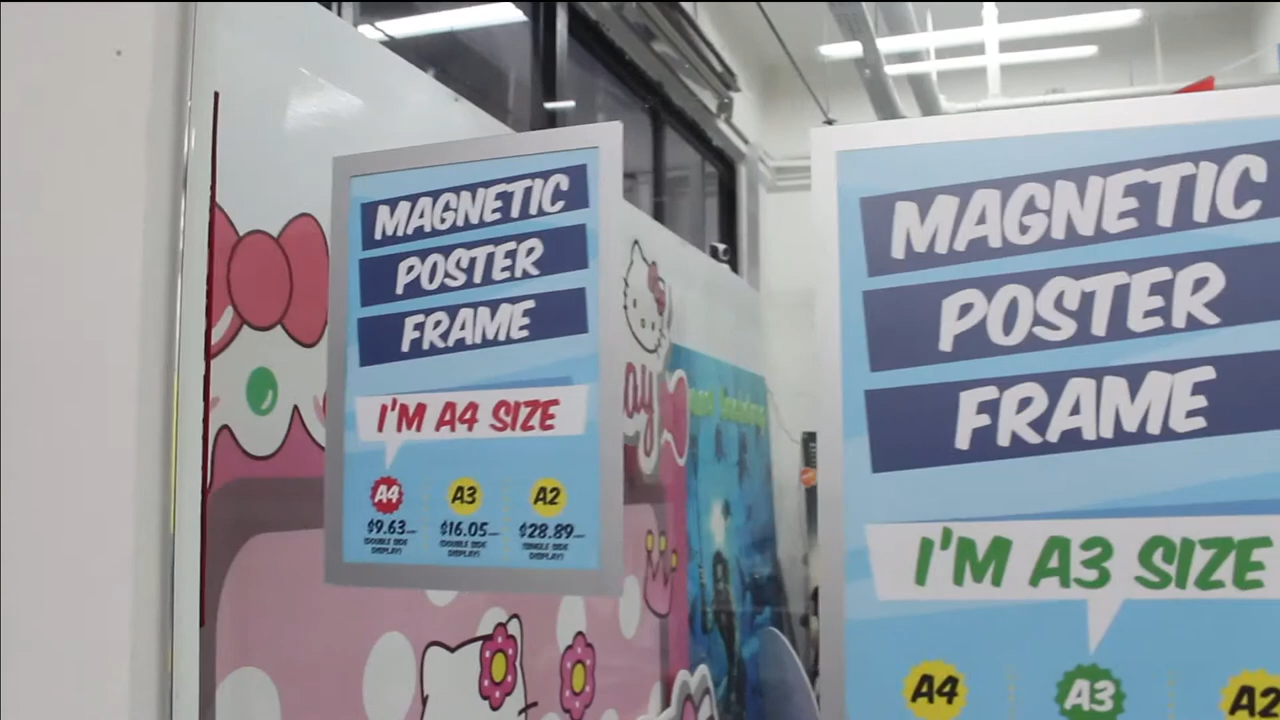 MAGNETIC
POSTER
FRAME
I'M A4 SIZE
A4 A3 A2
$9.63 $16.05 $28.89
(DOUBLE SIDE DISPLAY) (DOUBLE SIDE DISPLAY) (SINGLE SIDE DISPLAY)
ay
MAGNETIC
POSTER
FRAME
I'M A3 SIZE
A4 A3 A2